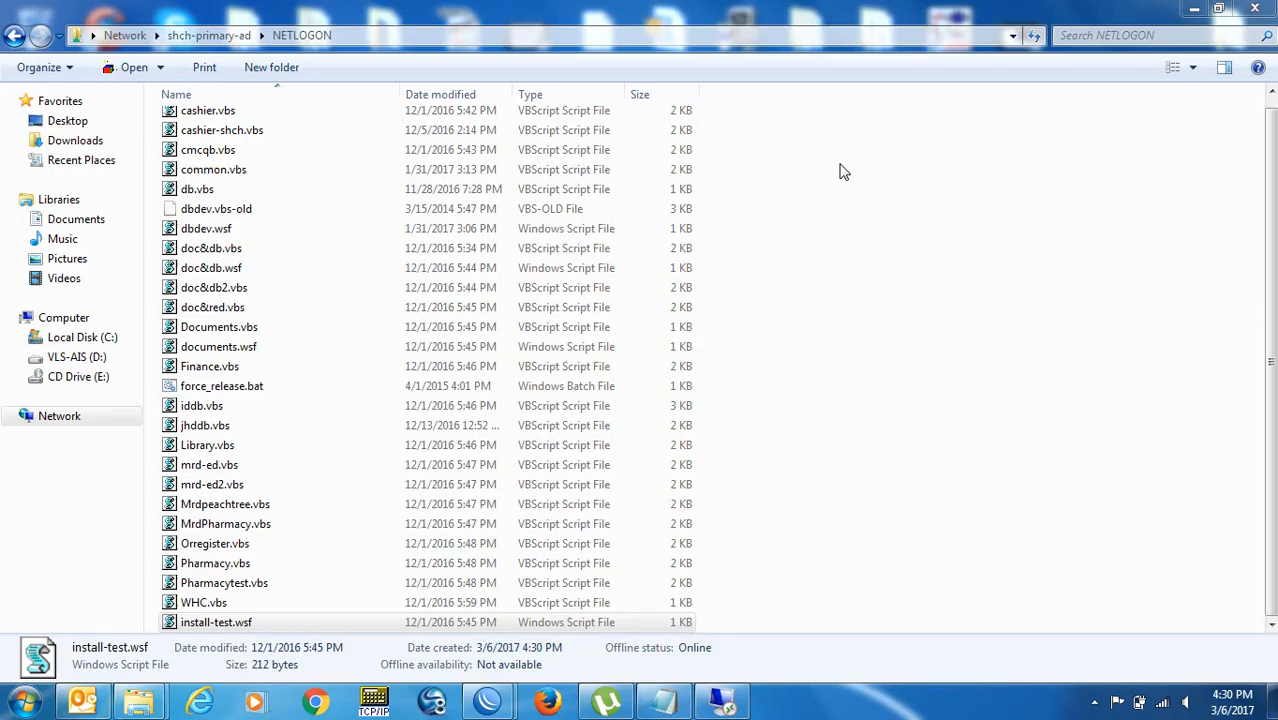 Network shch-primary-ad NETLOGON Search NETLOGON
Organize Open Print New folder
Name Date modified Type Size
Favorites
Desktop
Downloads
Recent Places
Libraries
Documents
Music
Pictures
Videos
Computer
Local Disk (C:)
VLS-AIS (D:)
CD Drive (E:)
Network
cashier.vbs 12/1/2016 5:42 PM VBScript Script File 2 KB
cashier-shch.vbs 12/5/2016 2:14 PM VBScript Script File 2 KB
cmcqb.vbs 12/1/2016 5:43 PM VBScript Script File 2 KB
common.vbs 1/31/2017 3:13 PM VBScript Script File 2 KB
db.vbs 11/28/2016 7:28 PM VBScript Script File 1 KB
dbdev.vbs-old 3/15/2014 5:47 PM VBS-OLD File 3 KB
dbdev.wsf 1/31/2017 3:06 PM Windows Script File 1 KB
doc&db.vbs 12/1/2016 5:34 PM VBScript Script File 2 KB
doc&db.wsf 12/1/2016 5:44 PM Windows Script File 1 KB
doc&db2.vbs 12/1/2016 5:44 PM VBScript Script File 2 KB
doc&red.vbs 12/1/2016 5:45 PM VBScript Script File 2 KB
Documents.vbs 12/1/2016 5:45 PM VBScript Script File 1 KB
documents.wsf 12/1/2016 5:45 PM Windows Script File 1 KB
Finance.vbs 12/1/2016 5:46 PM VBScript Script File 2 KB
force_release.bat 4/1/2015 4:01 PM Windows Batch File 1 KB
iddb.vbs 12/1/2016 5:46 PM VBScript Script File 3 KB
jhddb.vbs 12/13/2016 12:52 ... VBScript Script File 2 KB
Library.vbs 12/1/2016 5:46 PM VBScript Script File 2 KB
mrd-ed.vbs 12/1/2016 5:47 PM VBScript Script File 2 KB
mrd-ed2.vbs 12/1/2016 5:47 PM VBScript Script File 2 KB
Mrdpeachtree.vbs 12/1/2016 5:47 PM VBScript Script File 2 KB
MrdPharmacy.vbs 12/1/2016 5:47 PM VBScript Script File 2 KB
Orregister.vbs 12/1/2016 5:48 PM VBScript Script File 2 KB
Pharmacy.vbs 12/1/2016 5:48 PM VBScript Script File 2 KB
Pharmacytest.vbs 12/1/2016 5:48 PM VBScript Script File 2 KB
WHC.vbs 12/1/2016 5:59 PM VBScript Script File 1 KB
install-test.wsf 12/1/2016 5:45 PM Windows Script File 1 KB
install-test.wsf Date modified: 12/1/2016 5:45 PM Date created: 3/6/2017 4:30 PM Offline status: Online
Windows Script File Size: 212 bytes Offline availability: Not available
TCP/IP
4:30 PM
3/6/2017